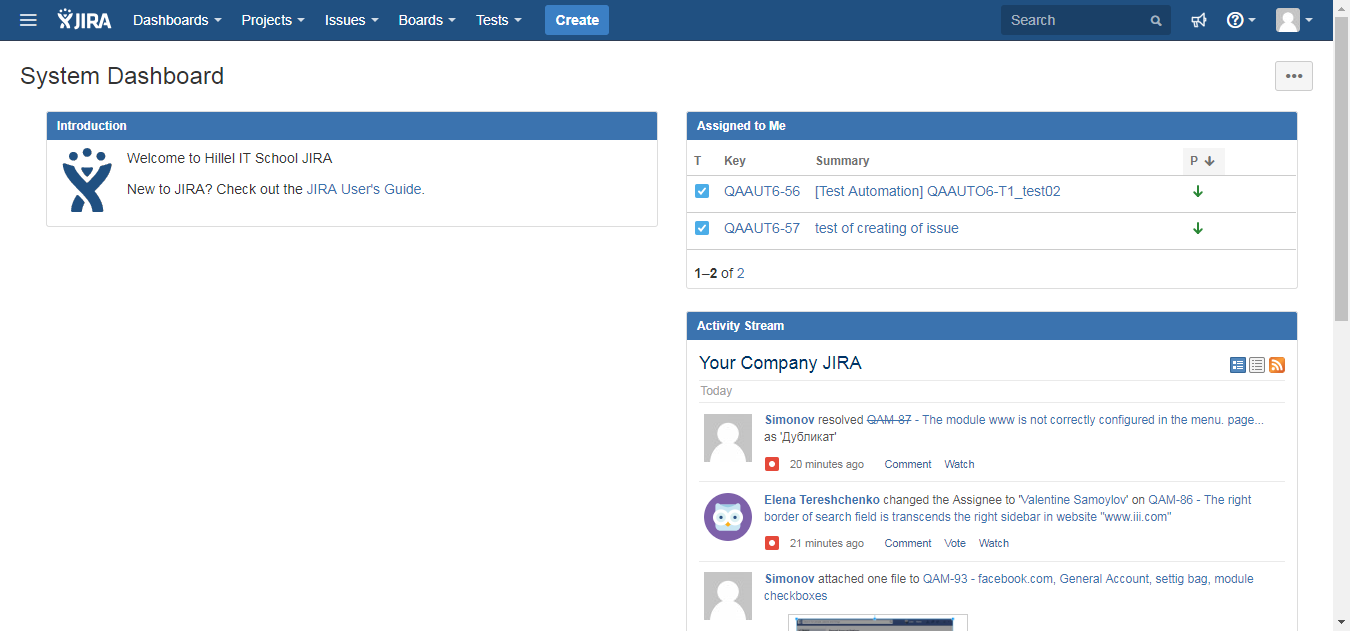 JIRA Dashboards Projects Issues Boards Tests Create Search
System Dashboard
Introduction
Welcome to Hillel IT School JIRA
New to JIRA? Check out the JIRA User's Guide.
Assigned to Me
T Key Summary P
QAAUT6-56 [Test Automation] QAAUTO6-T1_test02
QAAUT6-57 test of creating of issue
1–2 of 2
Activity Stream
Your Company JIRA
Today
Simonov resolved QAM-87 - The module www is not correctly configured in the menu. page...
as 'Дубликат'
20 minutes ago Comment Watch
Elena Tereshchenko changed the Assignee to 'Valentine Samoylov' on QAM-86 - The right
border of search field is transcends the right sidebar in website "www.iii.com"
21 minutes ago Comment Vote Watch
Simonov attached one file to QAM-93 - facebook.com, General Account, settig bag, module
checkboxes